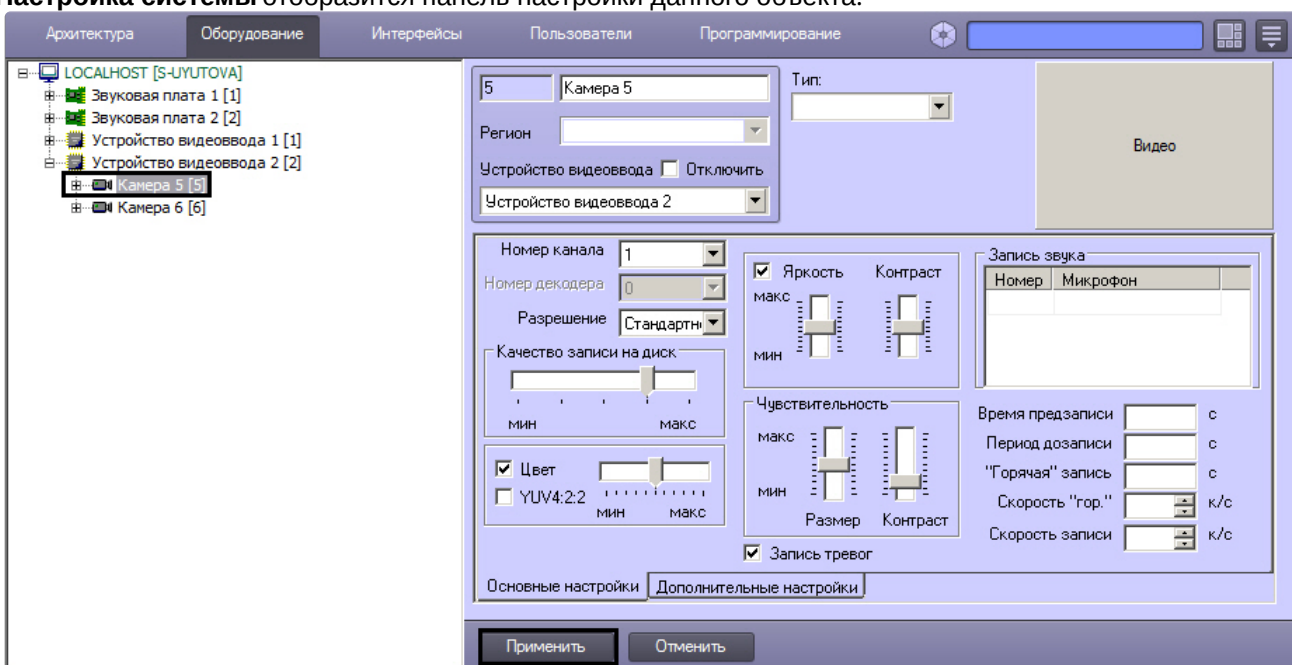 Настройка системы отобразится панель настройки данного объекта.
Архитектура Оборудование Интерфейсы Пользователи Программирование
LOCALHOST [S-UYUTOVA]
Звуковая плата 1 [1]
Звуковая плата 2 [2]
Устройство видеоввода 1 [1]
Устройство видеоввода 2 [2]
Камера 5 [5]
Камера 6 [6]
5 Камера 5
Тип:
Регион
Устройство видеоввода Отключить
Устройство видеоввода 2
Видео
Номер канала 1
Номер декодера 0
Разрешение Стандартн
Качество записи на диск
мин макс
Цвет
YUV4:2:2
мин макс
Яркость Контраст
макс
мин
Чувствительность
макс
мин
Размер Контраст
Запись тревог
Запись звука
Номер Микрофон
Время предзаписи с
Период дозаписи с
"Горячая" запись с
Скорость "гор." к/с
Скорость записи к/с
Основные настройки Дополнительные настройки
Применить Отменить